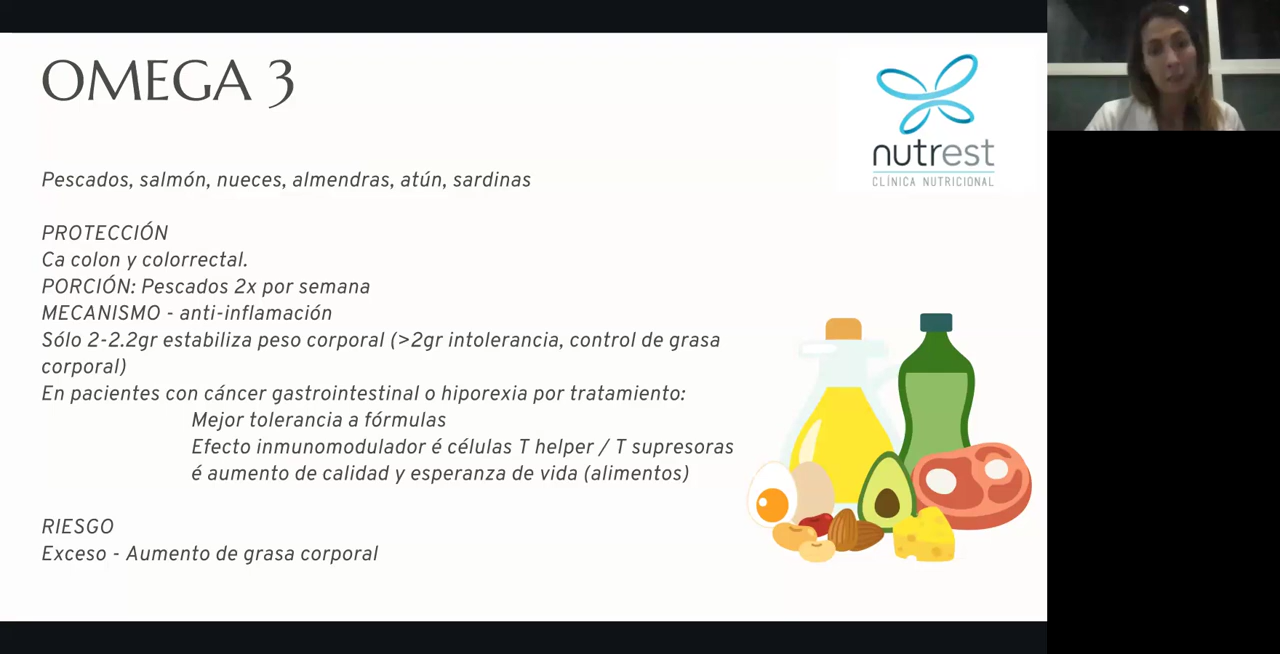 OMEGA 3
nutrest
CLÍNICA NUTRICIONAL
Pescados, salmón, nueces, almendras, atún, sardinas
PROTECCIÓN
Ca colon y colorrectal.
PORCIÓN: Pescados 2x por semana
MECANISMO - anti-inflamación
Sólo 2-2.2gr estabiliza peso corporal (>2gr intolerancia, control de grasa
corporal)
En pacientes con cáncer gastrointestinal o hiporexia por tratamiento:
Mejor tolerancia a fórmulas
Efecto inmunomodulador é células T helper / T supresoras
é aumento de calidad y esperanza de vida (alimentos)
RIESGO
Exceso - Aumento de grasa corporal